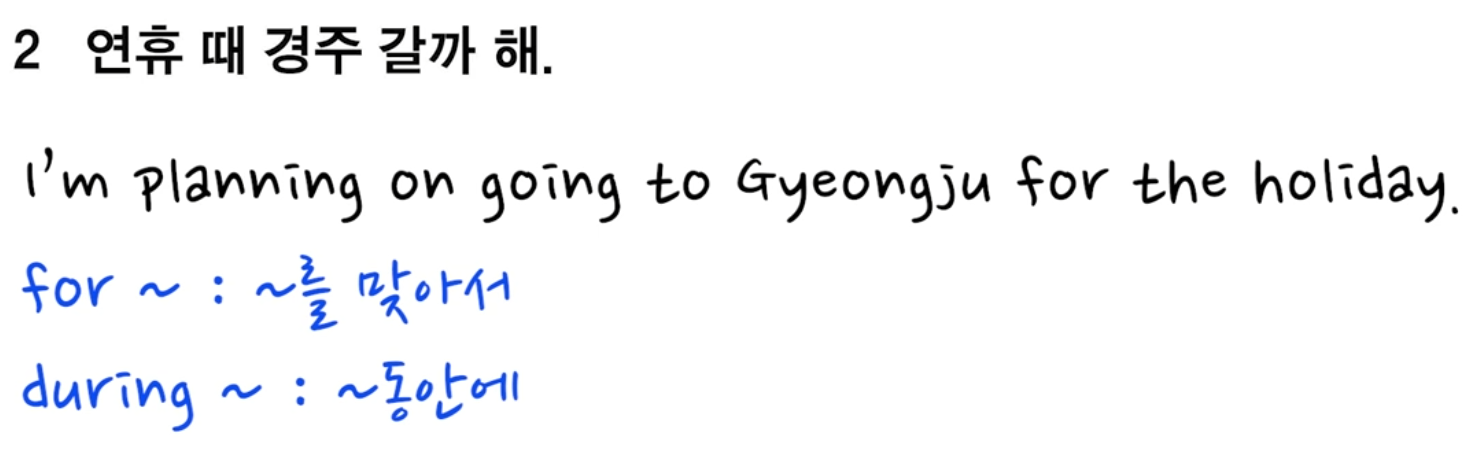 2 연휴 때 경주 갈까 해.
I'm planning on going to Gyeongju for the holiday.
for ~ : ~를 맞아서
during ~ : ~동안에